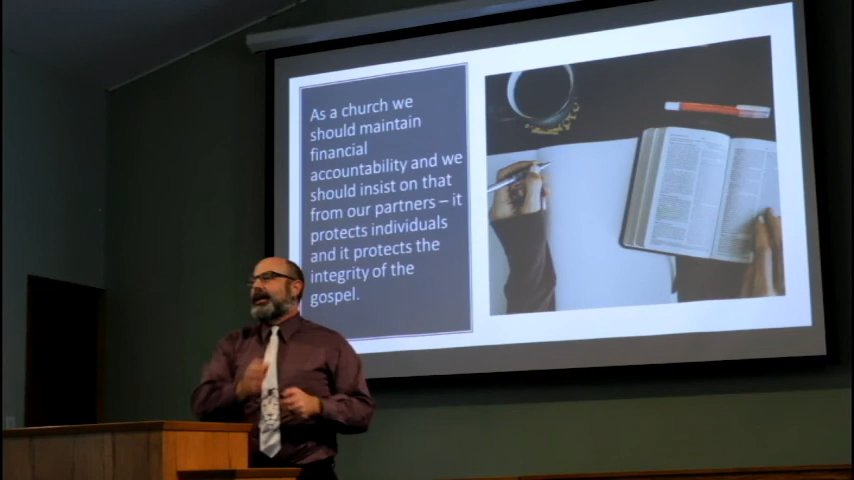 As a church we
should maintain
financial
accountability and we
should insist on that
from our partners – it
protects individuals
and it protects the
integrity of the
gospel.